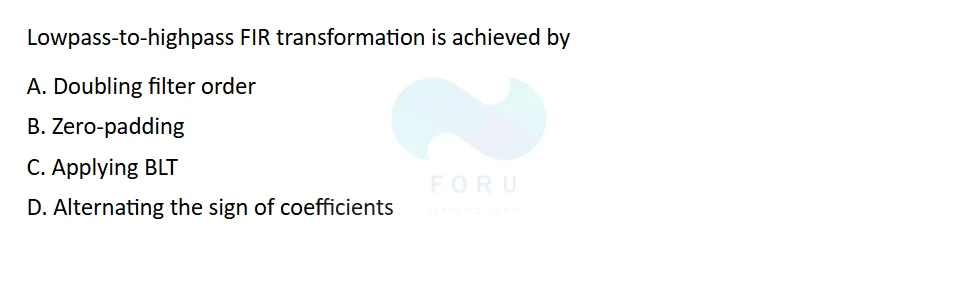 Lowpass-to-highpass FIR transformation is achieved by
A. Doubling filter order
B. Zero-padding
C. Applying BLT
FORU
D. Alternating the sign of coefficients